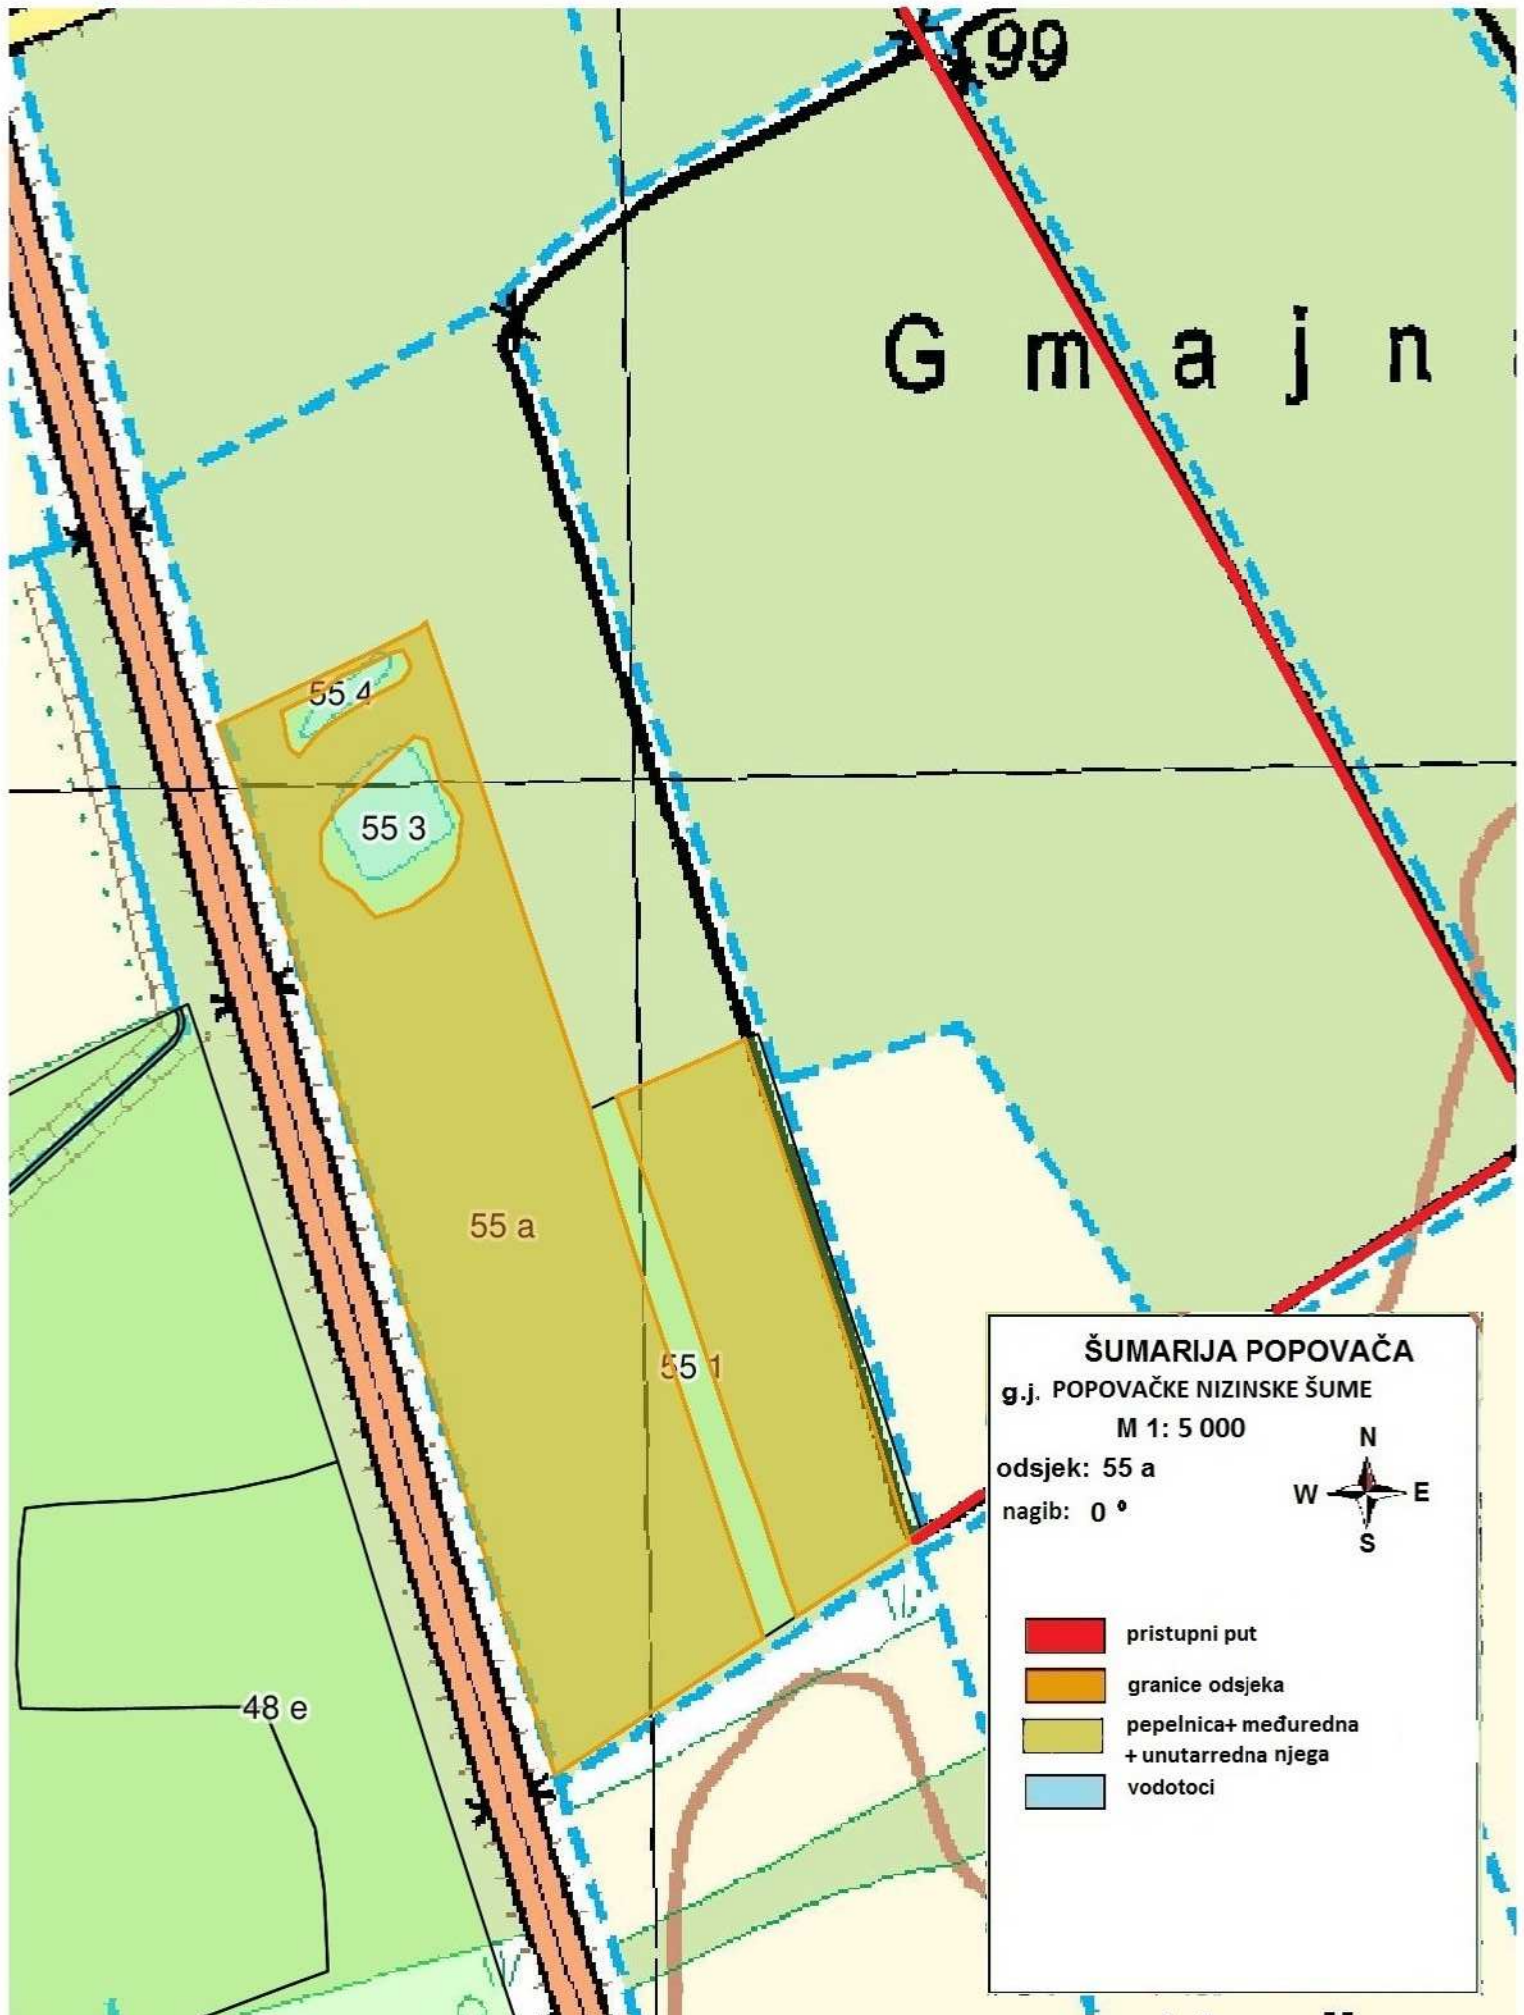 99
G m a j n
55 4
55 3
55 a
55 1
48 e
ŠUMARIJA POPOVAČA
g.j. POPOVAČKE NIZINSKE ŠUME
M 1: 5 000
odsjek: 55 a
nagib: 0 °
N
W E
S
pristupni put
granice odsjeka
pepelnica+ međuredna
+ unutarredna njega
vodotoci